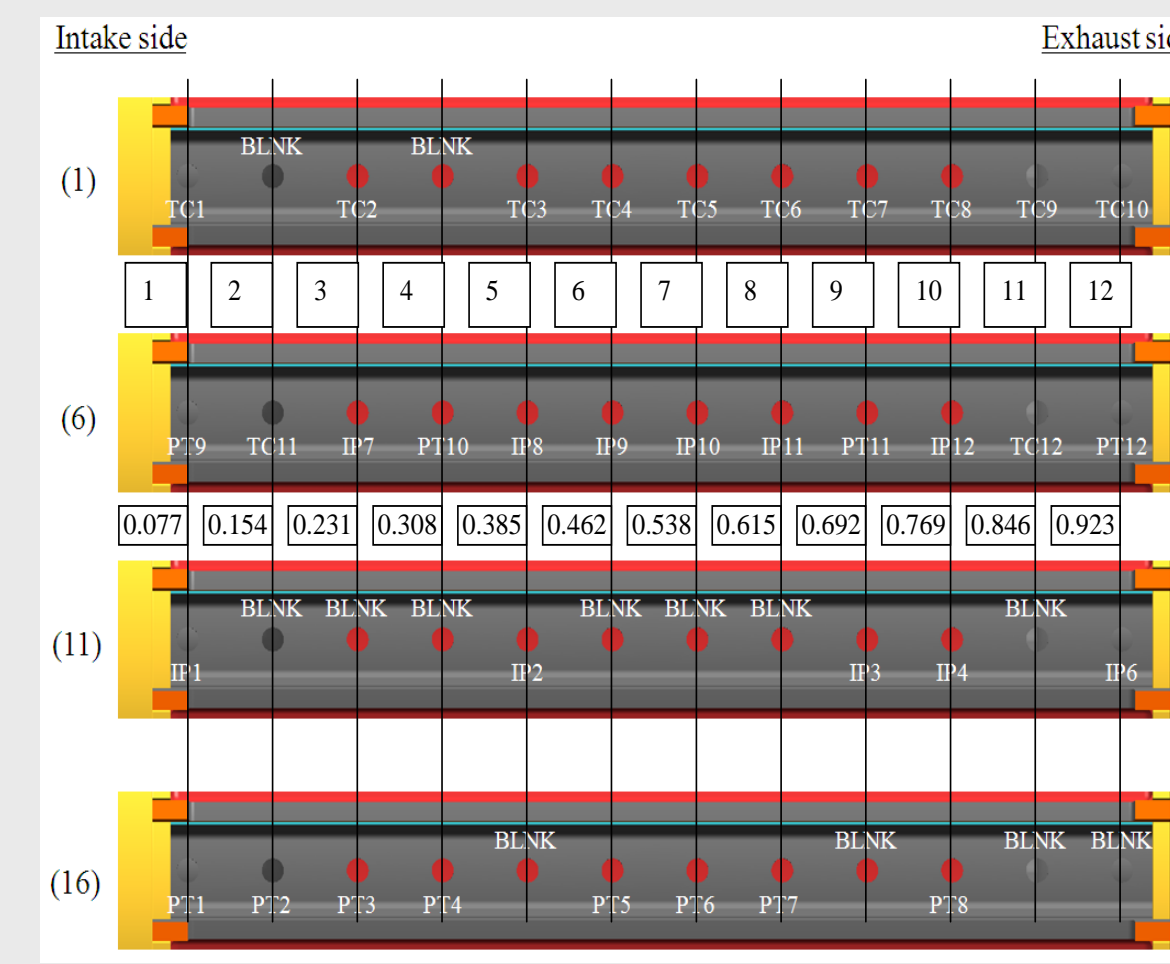 Intake side
Exhaust si
BLNK BLNK
(1)
TC1 TC2 TC3 TC4 TC5 TC6 TC7 TC8 TC9 TC10
1 2 3 4 5 6 7 8 9 10 11 12
(6)
PT9 TC11 IP7 PT10 IP8 IP9 IP10 IP11 PT11 IP12 TC12 PT12
0.077 0.154 0.231 0.308 0.385 0.462 0.538 0.615 0.692 0.769 0.846 0.923
BLNK BLNK BLNK BLNK BLNK BLNK BLNK
(11)
IP1 IP2 IP3 IP4 IP6
BLNK BLNK BLNK BLNK
(16)
PT1 PT2 PT3 PT4 PT5 PT6 PT7 PT8